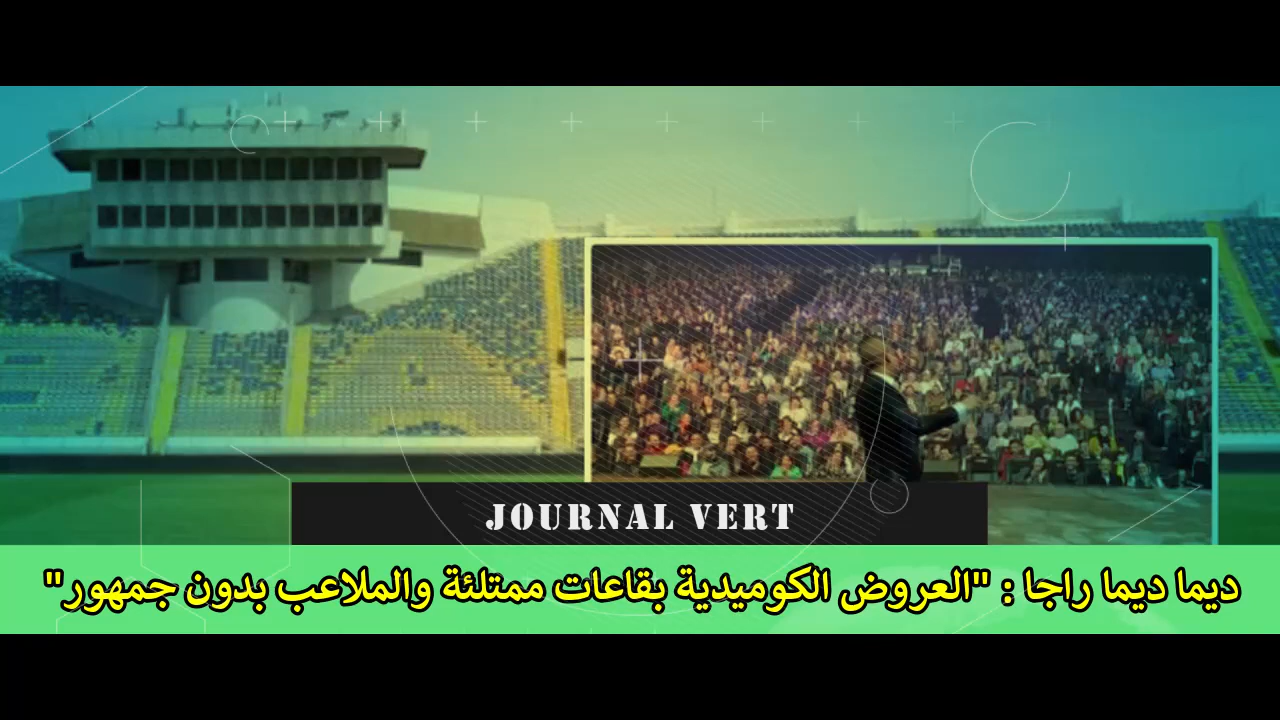 JOURNAL VERT
ديما ديما راجا : "العروض الكوميدية بقاعات ممتلئة والملاعب بدون جمهور"